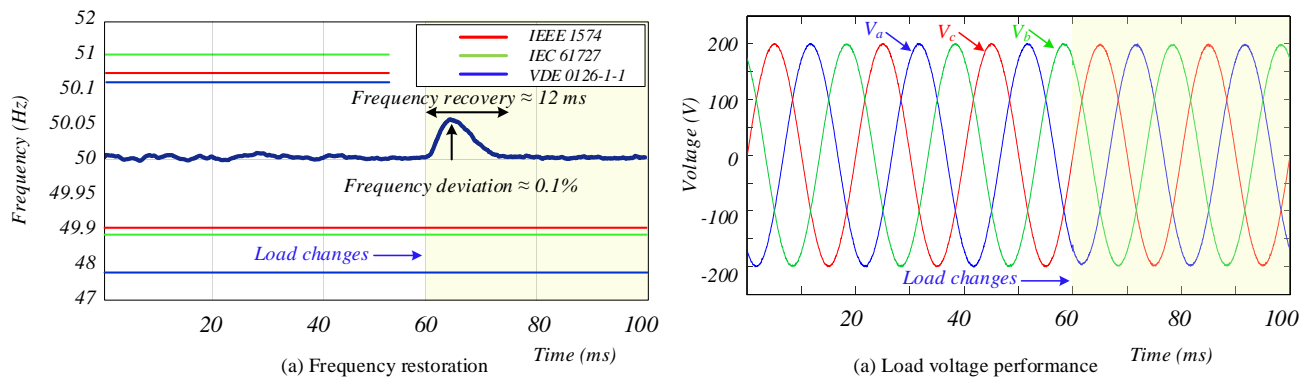 52
51
50.1
50.05
50
49.95
49.9
48
47
Frequency (Hz)
IEEE 1574
IEC 61727
VDE 0126-1-1
Frequency recovery ≈ 12 ms
Frequency deviation ≈ 0.1%
Load changes
20 40 60 80 100
Time (ms)
(a) Frequency restoration
200
100
0
-100
-200
Voltage (V)
Va Vc Vb
Load changes
20 40 60 80 100
Time (ms)
(a) Load voltage performance